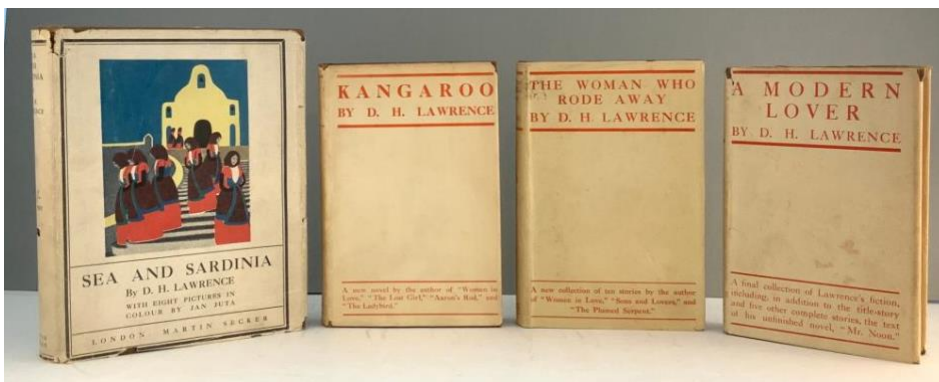 SEA AND SARDINIA
By D. H. LAWRENCE
WITH EIGHT PICTURES IN
COLOUR BY JAN JUTA
LONDON: MARTIN SECKER
KANGAROO
BY D. H. LAWRENCE
A new novel by the author of "Women in
Love," "The Lost Girl," "Aaron's Rod," and
"The Ladybird."
THE WOMAN WHO
RODE AWAY
BY D. H. LAWRENCE
A new collection of ten stories by the author
of "Women in Love," "Sons and Lovers," and
"The Plumed Serpent."
A MODERN
LOVER
BY D. H. LAWRENCE
A final collection of Lawrence's fiction,
including, in addition to the title-story
and five other complete stories, the text
of his unfinished novel, "Mr. Noon."